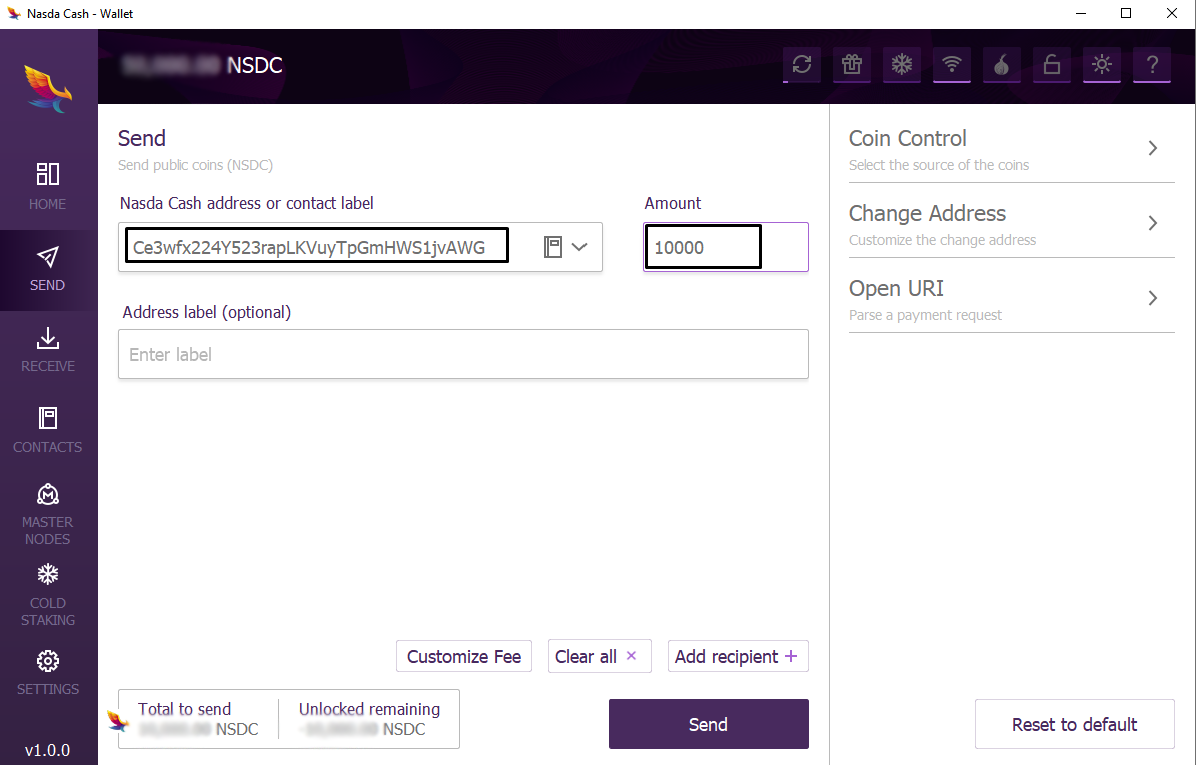 Nasda Cash - Wallet
NSDC
HOME
SEND
RECEIVE
CONTACTS
MASTER
NODES
COLD
STAKING
SETTINGS
v1.0.0
Send
Send public coins (NSDC)
Nasda Cash address or contact label
Amount
Ce3wfx224Y523rapLKVuyTpGmHWS1jvAWG
10000
Address label (optional)
Enter label
Customize Fee
Clear all ×
Add recipient +
Total to send
NSDC
Unlocked remaining
NSDC
Send
Coin Control
Select the source of the coins
Change Address
Customize the change address
Open URI
Parse a payment request
Reset to default